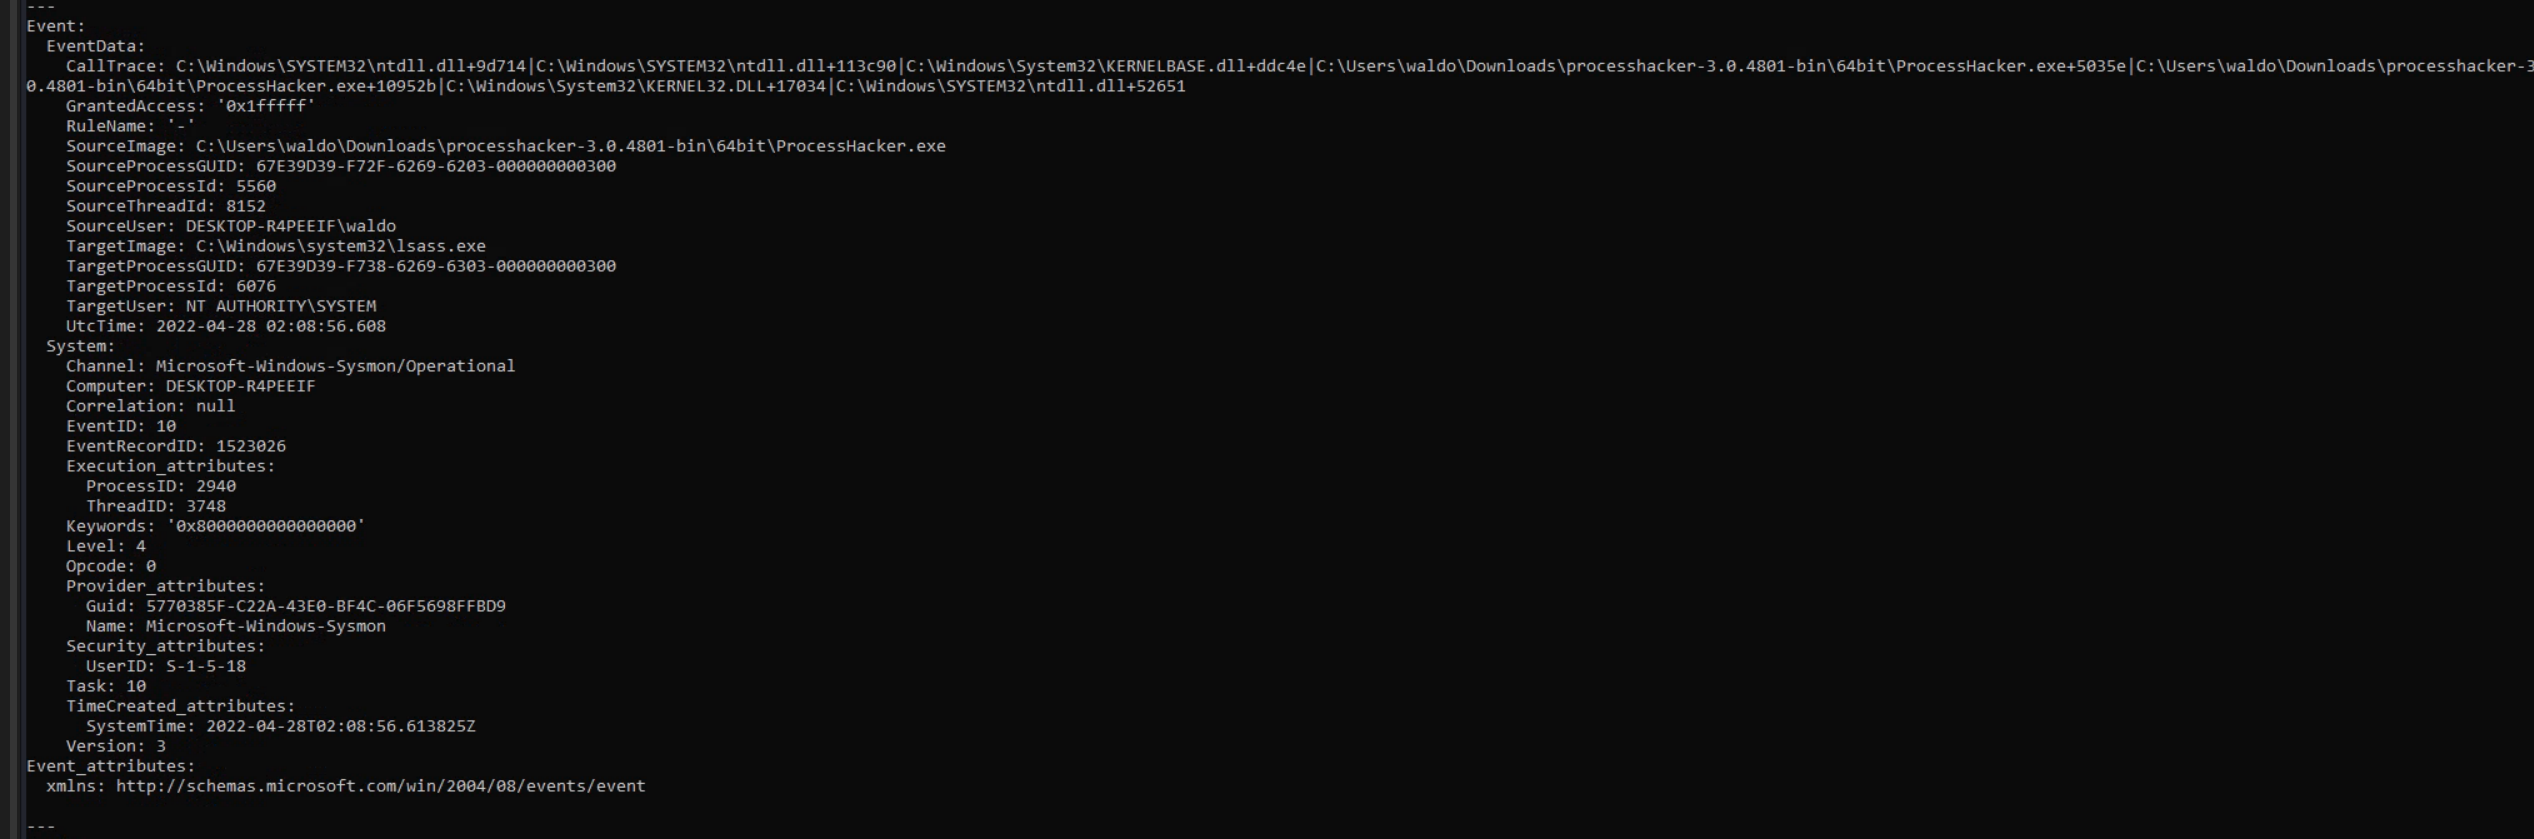 ---
Event:
  EventData:
    CallTrace: C:\Windows\SYSTEM32\ntdll.dll+9d714|C:\Windows\SYSTEM32\ntdll.dll+113c90|C:\Windows\System32\KERNELBASE.dll+ddc4e|C:\Users\waldo\Downloads\processhacker-3.0.4801-bin\64bit\ProcessHacker.exe+5035e|C:\Users\waldo\Downloads\processhacker-3
0.4801-bin\64bit\ProcessHacker.exe+10952b|C:\Windows\System32\KERNEL32.DLL+17034|C:\Windows\SYSTEM32\ntdll.dll+52651
    GrantedAccess: '0x1fffff'
    RuleName: '-'
    SourceImage: C:\Users\waldo\Downloads\processhacker-3.0.4801-bin\64bit\ProcessHacker.exe
    SourceProcessGUID: 67E39D39-F72F-6269-6203-000000000300
    SourceProcessId: 5560
    SourceThreadId: 8152
    SourceUser: DESKTOP-R4PEEIF\waldo
    TargetImage: C:\Windows\system32\lsass.exe
    TargetProcessGUID: 67E39D39-F738-6269-6303-000000000300
    TargetProcessId: 6076
    TargetUser: NT AUTHORITY\SYSTEM
    UtcTime: 2022-04-28 02:08:56.608
  System:
    Channel: Microsoft-Windows-Sysmon/Operational
    Computer: DESKTOP-R4PEEIF
    Correlation: null
    EventID: 10
    EventRecordID: 1523026
    Execution_attributes:
      ProcessID: 2940
      ThreadID: 3748
    Keywords: '0x8000000000000000'
    Level: 4
    Opcode: 0
    Provider_attributes:
      Guid: 5770385F-C22A-43E0-BF4C-06F5698FFBD9
      Name: Microsoft-Windows-Sysmon
    Security_attributes:
      UserID: S-1-5-18
    Task: 10
    TimeCreated_attributes:
      SystemTime: 2022-04-28T02:08:56.613825Z
    Version: 3
Event_attributes:
  xmlns: http://schemas.microsoft.com/win/2004/08/events/event
---